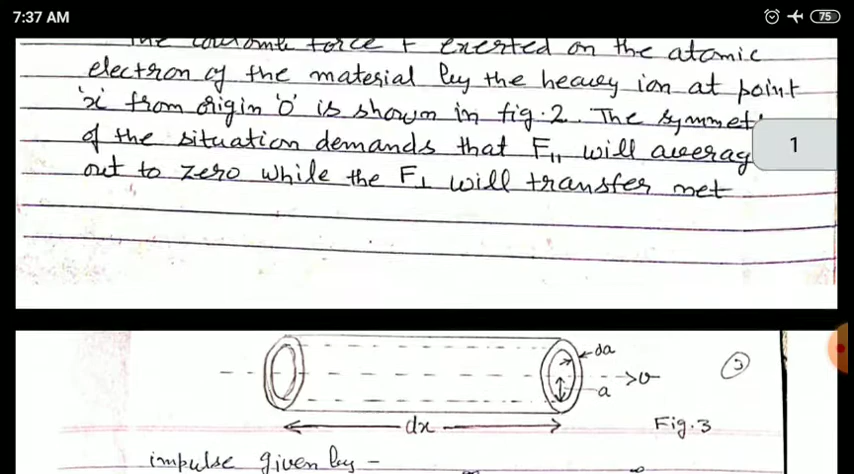 7:37 AM
75
The coulomb force F exerted on the atomic
electron of the material by the heavy ion at point
'x' from origin 'O' is shown in fig.2. The symmet
of the situation demands that F₁₁ will averag
1
out to zero while the F⊥ will transfer net
da
3
v
a
dx
Fig.3
impulse given by -